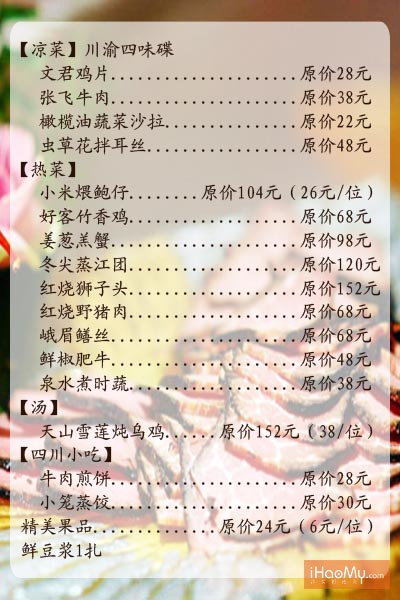 【凉菜】川渝四味碟
文君鸡片......................原价28元
张飞牛肉......................原价38元
橄榄油蔬菜沙拉...............原价22元
虫草花拌耳丝.................原价48元
【热菜】
小米煨鲍仔........原价104元（26元/位）
好客竹香鸡...................原价68元
姜葱羔蟹......................原价98元
冬尖蒸江团...................原价120元
红烧狮子头...................原价152元
红烧野猪肉...................原价68元
峨眉鳝丝......................原价68元
鲜椒肥牛......................原价48元
泉水煮时蔬...................原价38元
【汤】
天山雪莲炖乌鸡......原价152元（38/位）
【四川小吃】
牛肉煎饼......................原价28元
小笼蒸饺......................原价30元
精美果品...............原价24元（6元/位）
鲜豆浆1扎
iHaoMy.com